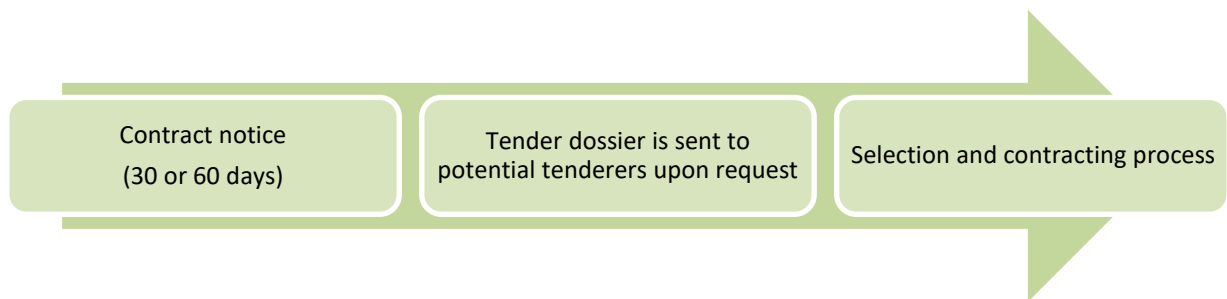 Contract notice
(30 or 60 days)
Tender dossier is sent to
potential tenderers upon request
Selection and contracting process